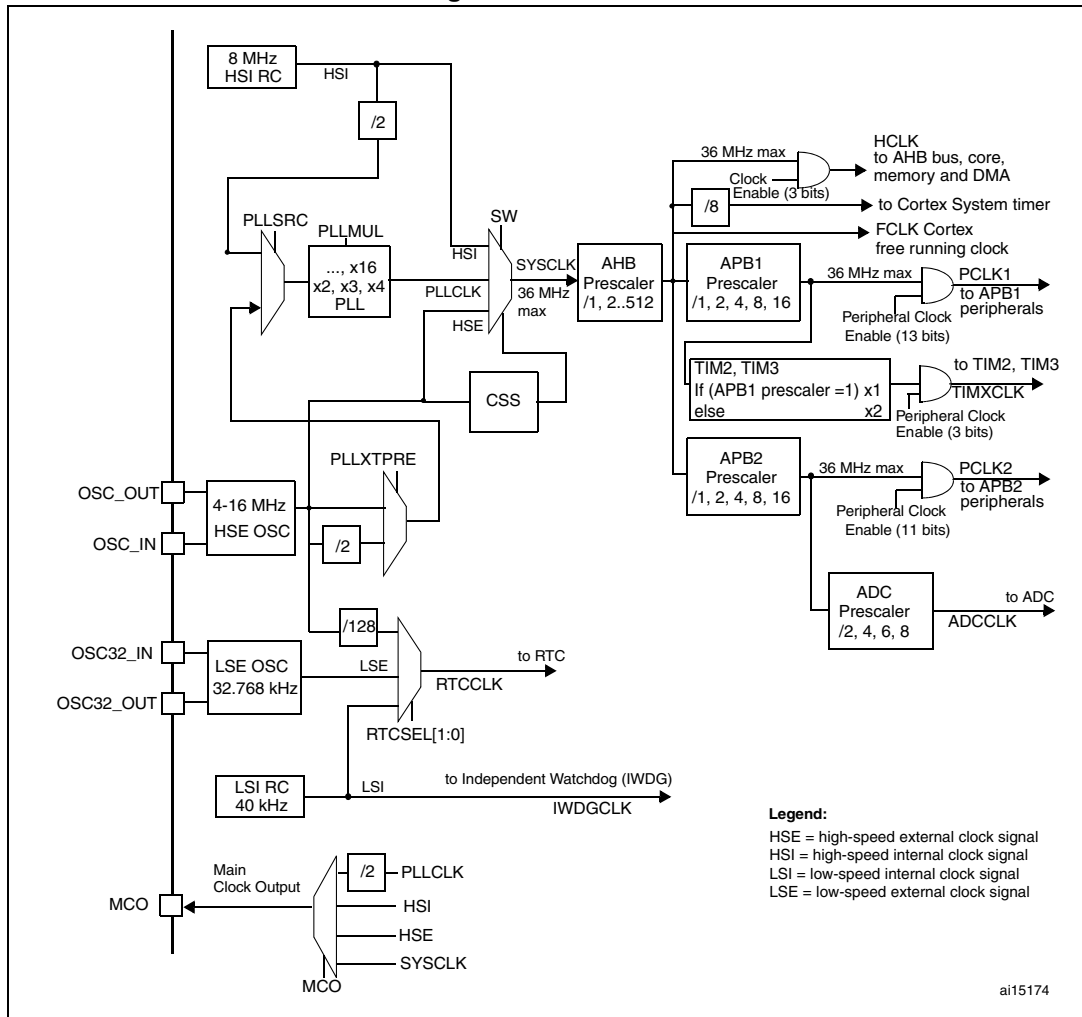 8 MHz
HSI RC
HSI
/2
36 MHz max
HCLK
to AHB bus, core,
memory and DMA
Clock
Enable (3 bits)
/8
to Cortex System timer
FCLK Cortex
free running clock
PLLSRC
PLLMUL
..., x16
x2, x3, x4
PLL
SW
HSI
PLLCLK
HSE
SYSCLK
36 MHz
max
AHB
Prescaler
/1, 2..512
APB1
Prescaler
/1, 2, 4, 8, 16
36 MHz max
PCLK1
to APB1
peripherals
Peripheral Clock
Enable (13 bits)
TIM2, TIM3
If (APB1 prescaler =1) x1
else x2
to TIM2, TIM3
TIMXCLK
Peripheral Clock
Enable (3 bits)
CSS
PLLXTPRE
OSC_OUT
OSC_IN
4-16 MHz
HSE OSC
/2
APB2
Prescaler
/1, 2, 4, 8, 16
36 MHz max
PCLK2
to APB2
peripherals
Peripheral Clock
Enable (11 bits)
ADC
Prescaler
/2, 4, 6, 8
to ADC
ADCCLK
/128
OSC32_IN
OSC32_OUT
LSE OSC
32.768 kHz
LSE
to RTC
RTCCLK
RTCSEL[1:0]
LSI RC
40 kHz
LSI
to Independent Watchdog (IWDG)
IWDGCLK
Legend:
HSE = high-speed external clock signal
HSI = high-speed internal clock signal
LSI = low-speed internal clock signal
LSE = low-speed external clock signal
MCO
Main
Clock Output
/2
PLLCLK
HSI
HSE
SYSCLK
MCO
ai15174